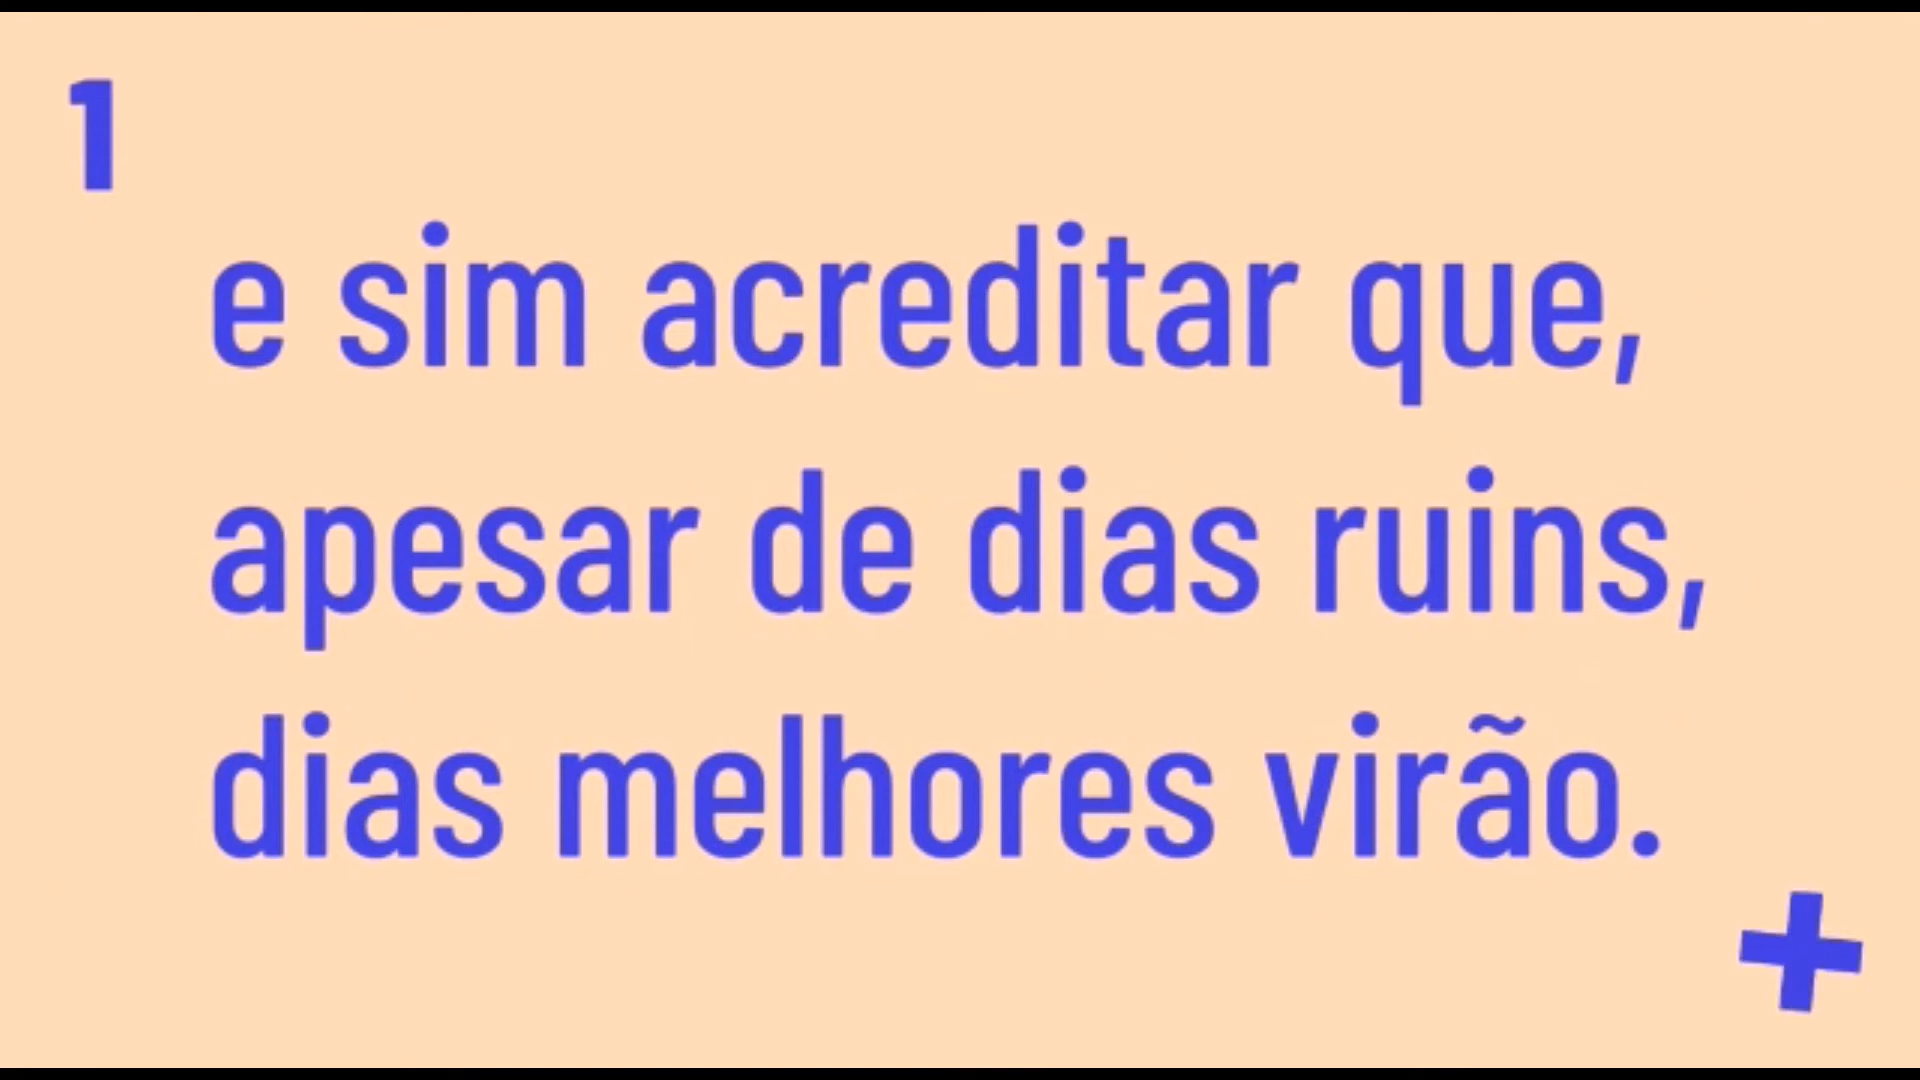 1
e sim acreditar que,
apesar de dias ruins,
dias melhores virão.
+